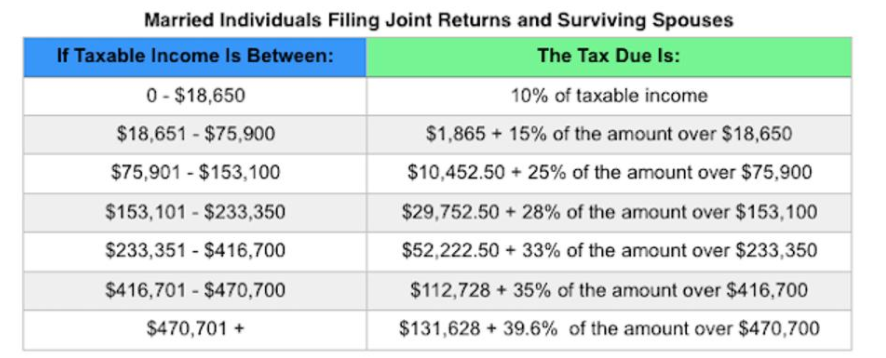 Married Individuals Filing Joint Returns and Surviving Spouses
If Taxable Income Is Between: The Tax Due Is:
0 - $18,650 10% of taxable income
$18,651 - $75,900 $1,865 + 15% of the amount over $18,650
$75,901 - $153,100 $10,452.50 + 25% of the amount over $75,900
$153,101 - $233,350 $29,752.50 + 28% of the amount over $153,100
$233,351 - $416,700 $52,222.50 + 33% of the amount over $233,350
$416,701 - $470,700 $112,728 + 35% of the amount over $416,700
$470,701 + $131,628 + 39.6% of the amount over $470,700